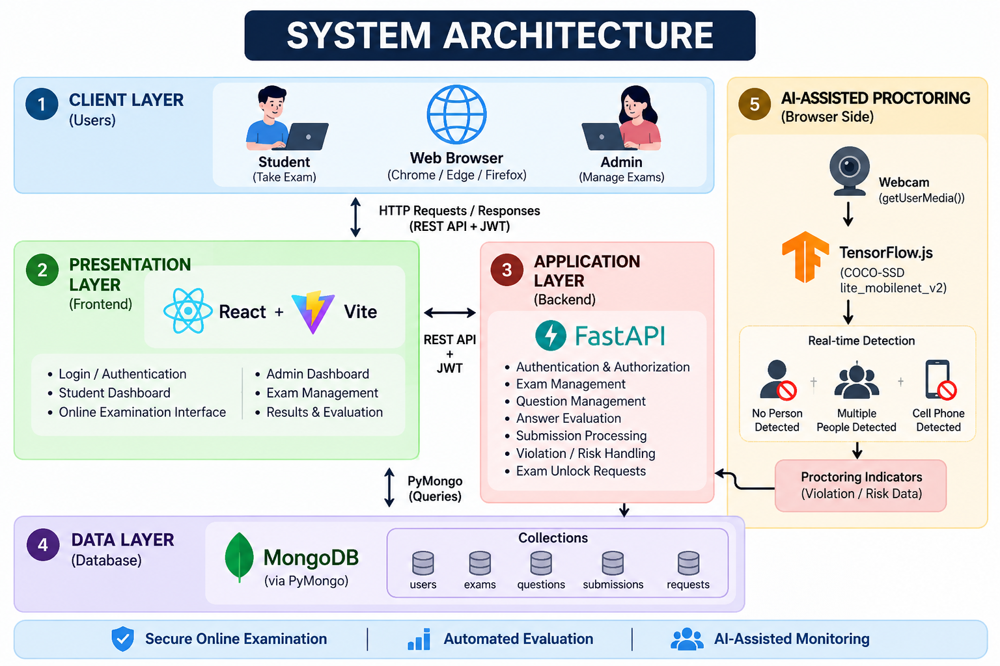 SYSTEM ARCHITECTURE
1
CLIENT LAYER
(Users)
Student
(Take Exam)
Web Browser
(Chrome / Edge / Firefox)
Admin
(Manage Exams)
HTTP Requests / Responses
(REST API + JWT)
2
PRESENTATION
LAYER
(Frontend)
React + Vite
• Login / Authentication
• Student Dashboard
• Online Examination Interface
• Admin Dashboard
• Exam Management
• Results & Evaluation
REST API
+
JWT
3
APPLICATION
LAYER
(Backend)
FastAPI
• Authentication & Authorization
• Exam Management
• Question Management
• Answer Evaluation
• Submission Processing
• Violation / Risk Handling
• Exam Unlock Requests
PyMongo
(Queries)
4
DATA LAYER
(Database)
MongoDB
(via PyMongo)
Collections
users
exams
questions
submissions
requests
5
AI-ASSISTED PROCTORING
(Browser Side)
Webcam
(getUserMedia())
TensorFlow.js
(COCO-SSD
lite_mobilenet_v2)
Real-time Detection
No Person
Detected
+
Multiple
People Detected
+
Cell Phone
Detected
Proctoring Indicators
(Violation / Risk Data)
Secure Online Examination
Automated Evaluation
AI-Assisted Monitoring